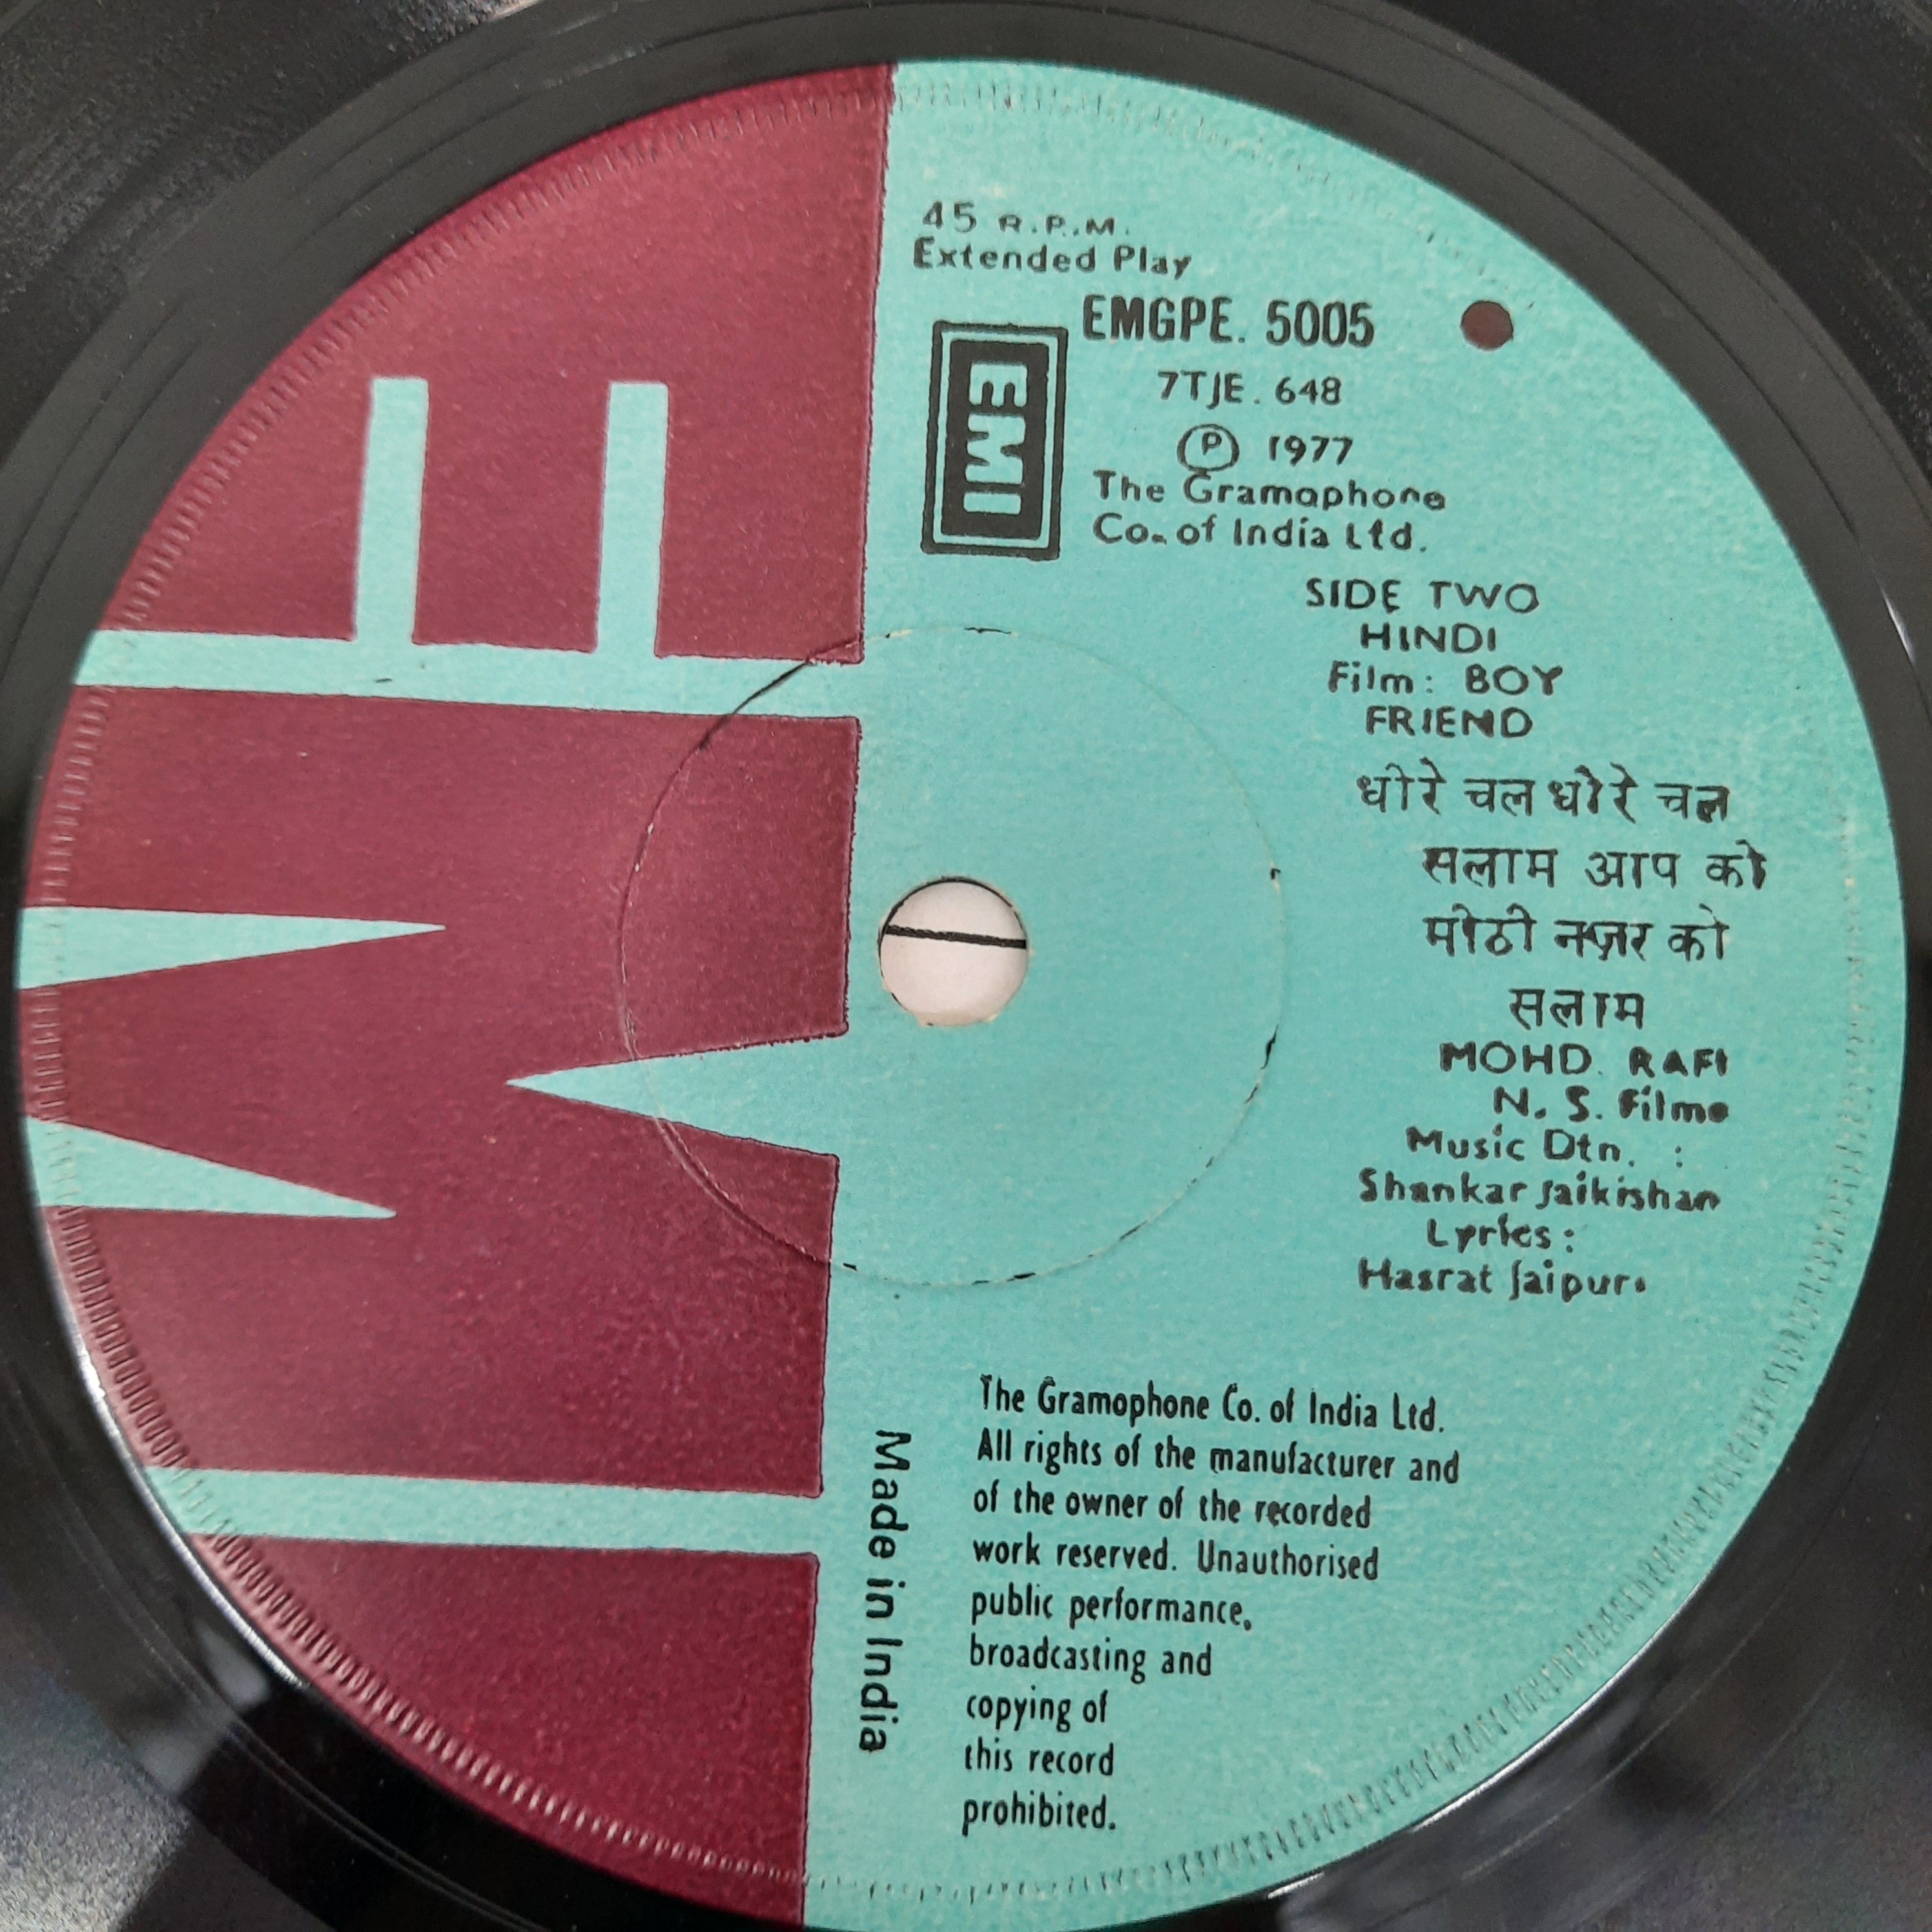 45 R.P.M.
Extended Play
EMGPE. 5005
EMI
7TJE. 648
Ⓟ 1977
The Gramophone
Co. of India Ltd.
SIDE TWO
HINDI
Film: BOY
FRIEND
धीरे चल धीरे चल
सलाम आप को
मीठी नज़र को
सलाम
MOHD. RAFI
N. S. Films
Music Dtn. :
Shankar Jaikishan
Lyrics :
Hasrat Jaipuri
The Gramophone Co. of India Ltd.
All rights of the manufacturer and
of the owner of the recorded
work reserved. Unauthorised
public performance,
broadcasting and
copying of
this record
prohibited.
Made in India
EMI